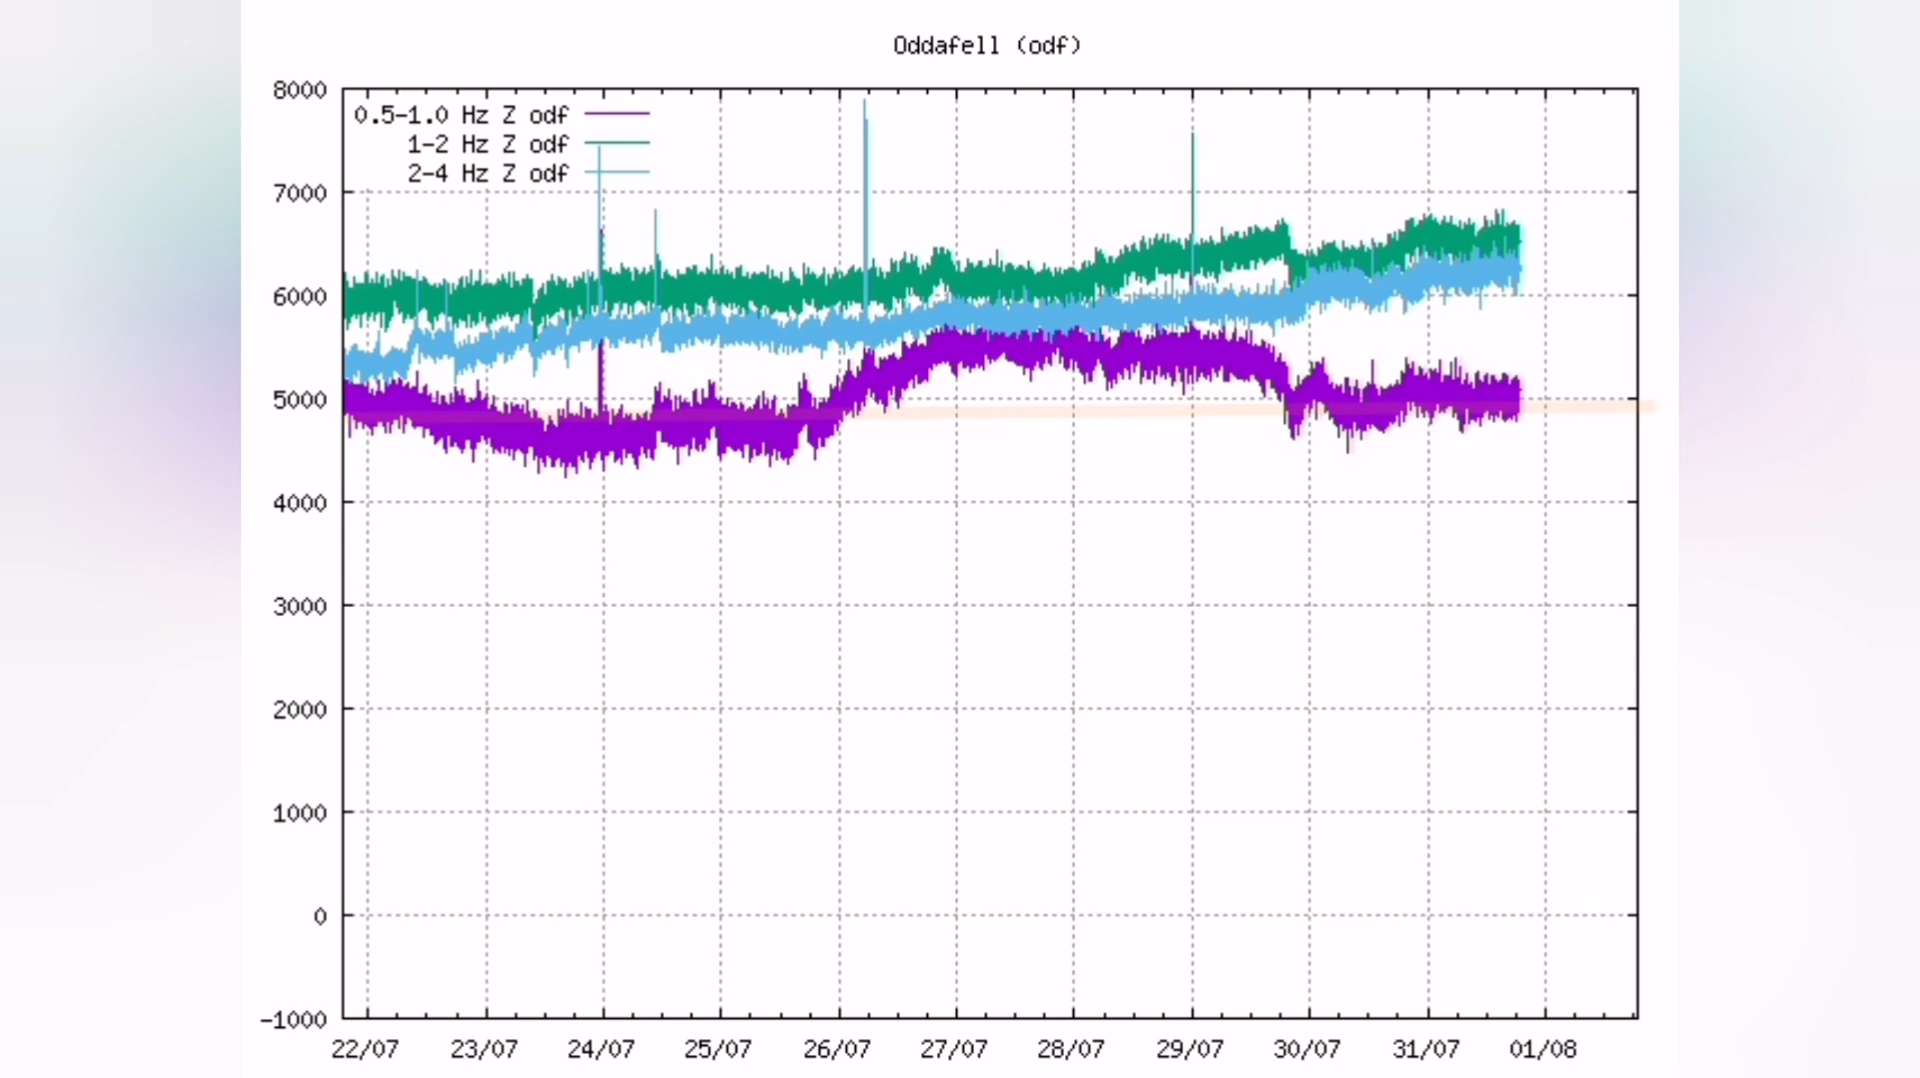 Oddafell (odf)
8000
0.5-1.0 Hz Z odf
1-2 Hz Z odf
2-4 Hz Z odf
7000
6000
5000
4000
3000
2000
1000
0
-1000
22/07 23/07 24/07 25/07 26/07 27/07 28/07 29/07 30/07 31/07 01/08